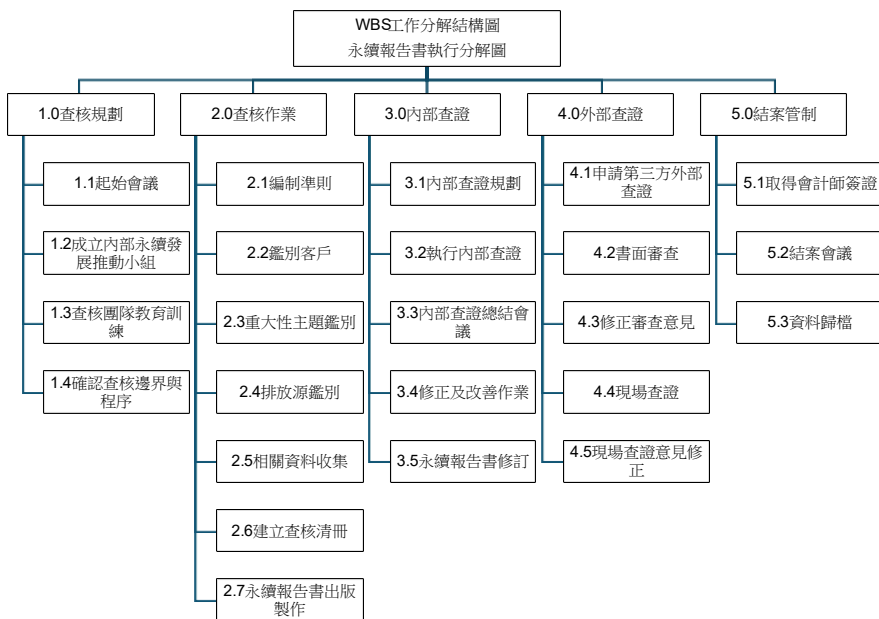 WBS工作分解結構圖
永續報告書執行分解圖
1.0查核規劃
2.0查核作業
3.0內部查證
4.0外部查證
5.0結案管制
1.1起始會議
1.2成立內部永續發
展推動小組
1.3查核團隊教育訓
練
1.4確認查核邊界與
程序
2.1編制準則
2.2鑑別客戶
2.3重大性主題鑑別
2.4排放源鑑別
2.5相關資料收集
2.6建立查核清冊
2.7永續報告書出版
製作
3.1內部查證規劃
3.2執行內部查證
3.3內部查證總結會
議
3.4修正及改善作業
3.5永續報告書修訂
4.1申請第三方外部
查證
4.2書面審查
4.3修正審查意見
4.4現場查證
4.5現場查證意見修
正
5.1取得會計師簽證
5.2結案會議
5.3資料歸檔